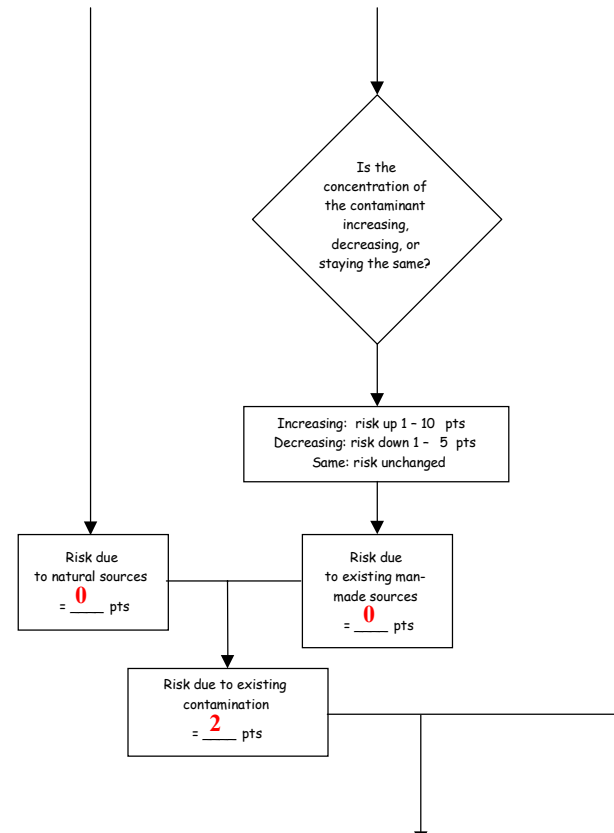 Is the
concentration of
the contaminant
increasing,
decreasing, or
staying the same?
Increasing: risk up 1 – 10 pts
Decreasing: risk down 1 – 5 pts
Same: risk unchanged
Risk due
to natural sources
= 0 pts
Risk due
to existing man-
made sources
= 0 pts
Risk due to existing
contamination
= 2 pts